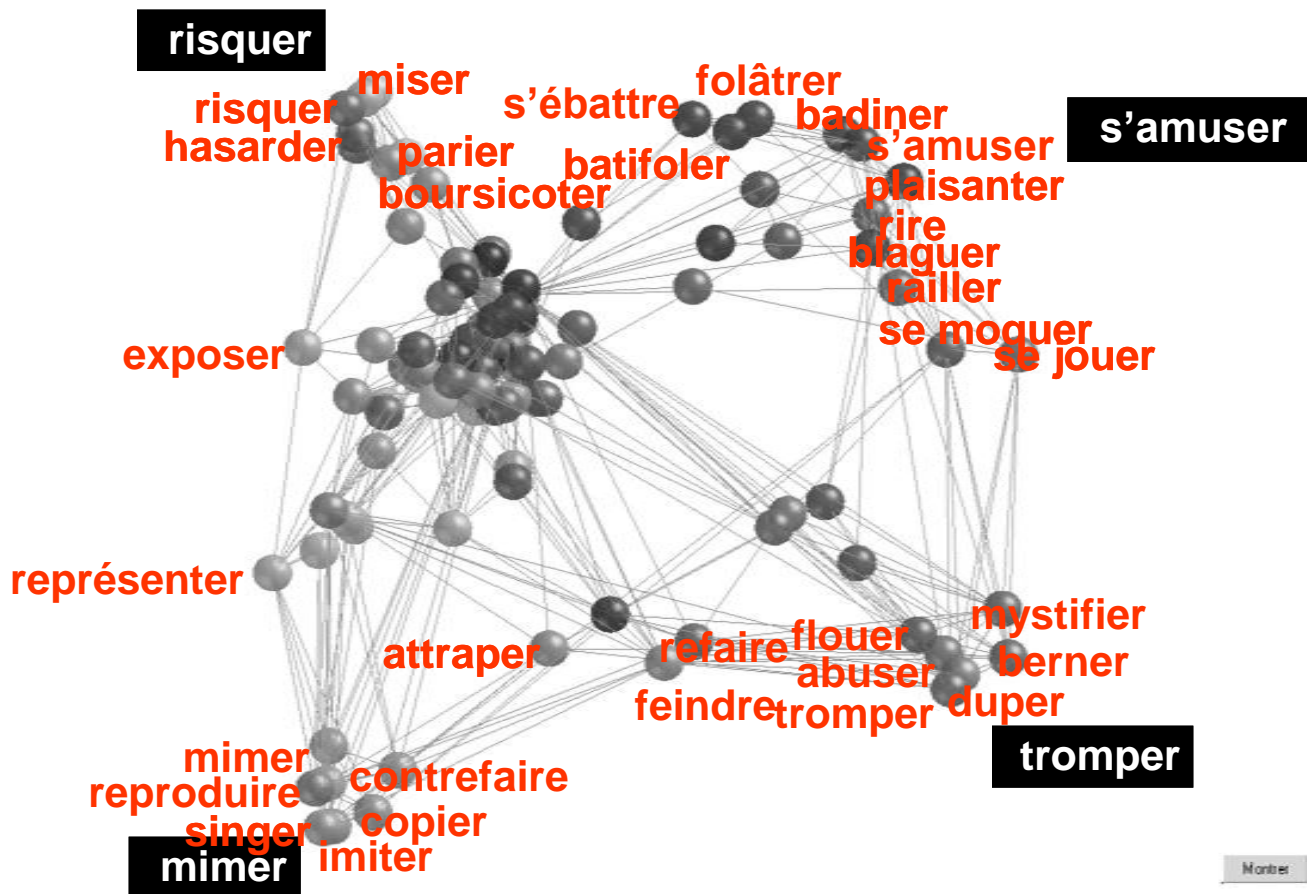 risquer
miser
folâtrer
s’ébattre
risquer
badiner
s’amuser
hasarder
parier
batifoler
s’amuser
boursicoter
plaisanter
rire
blaguer
railler
se moquer
exposer
se jouer
représenter
mystifier
flouer
refaire
attraper
berner
abuser
feindre
tromper
duper
mimer
tromper
contrefaire
reproduire
copier
singer
imiter
mimer
Montrer